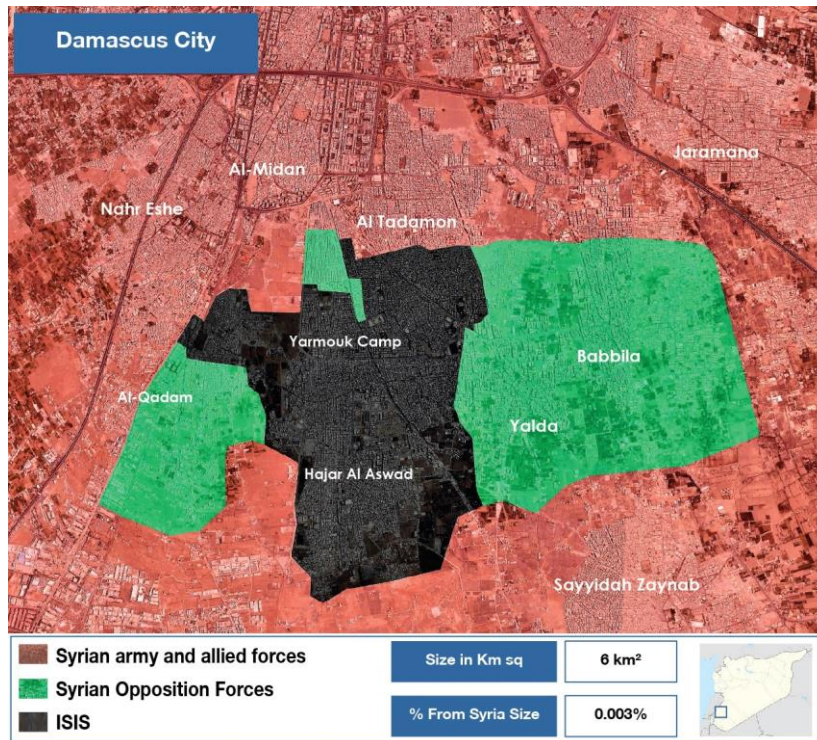 Damascus City
Jaramana
Al-Midan
Nahr Eshe
Al Tadamon
Yarmouk Camp
Babbila
Al-Qadam
Yalda
Hajar Al Aswad
Sayyidah Zaynab
Syrian army and allied forces
Syrian Opposition Forces
ISIS
Size in Km sq
6 km²
% From Syria Size
0.003%